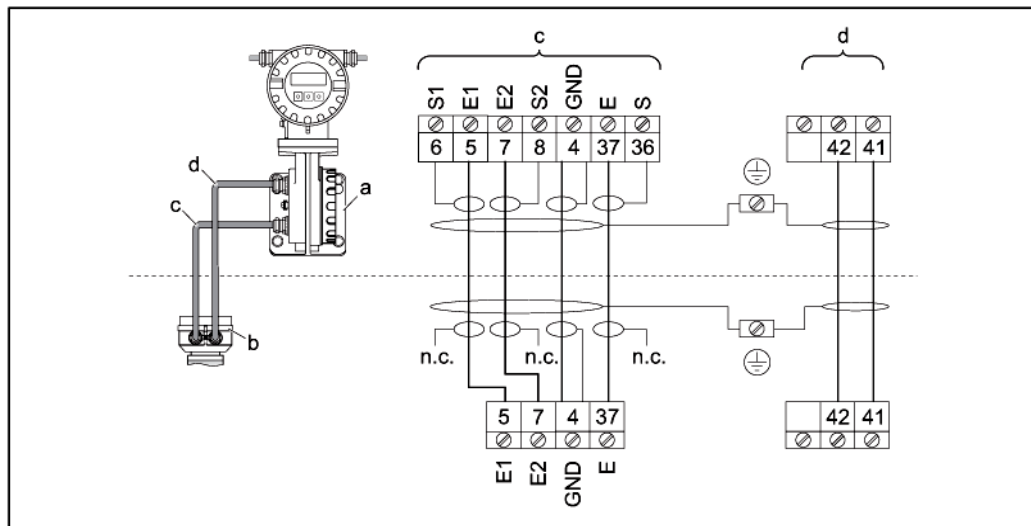 c
d
S1 E1 E2 S2 GND E S
6 5 7 8 4 37 36
42 41
d
c
a
b
n.c. n.c. n.c.
5 7 4 37
42 41
E1 E2 GND E